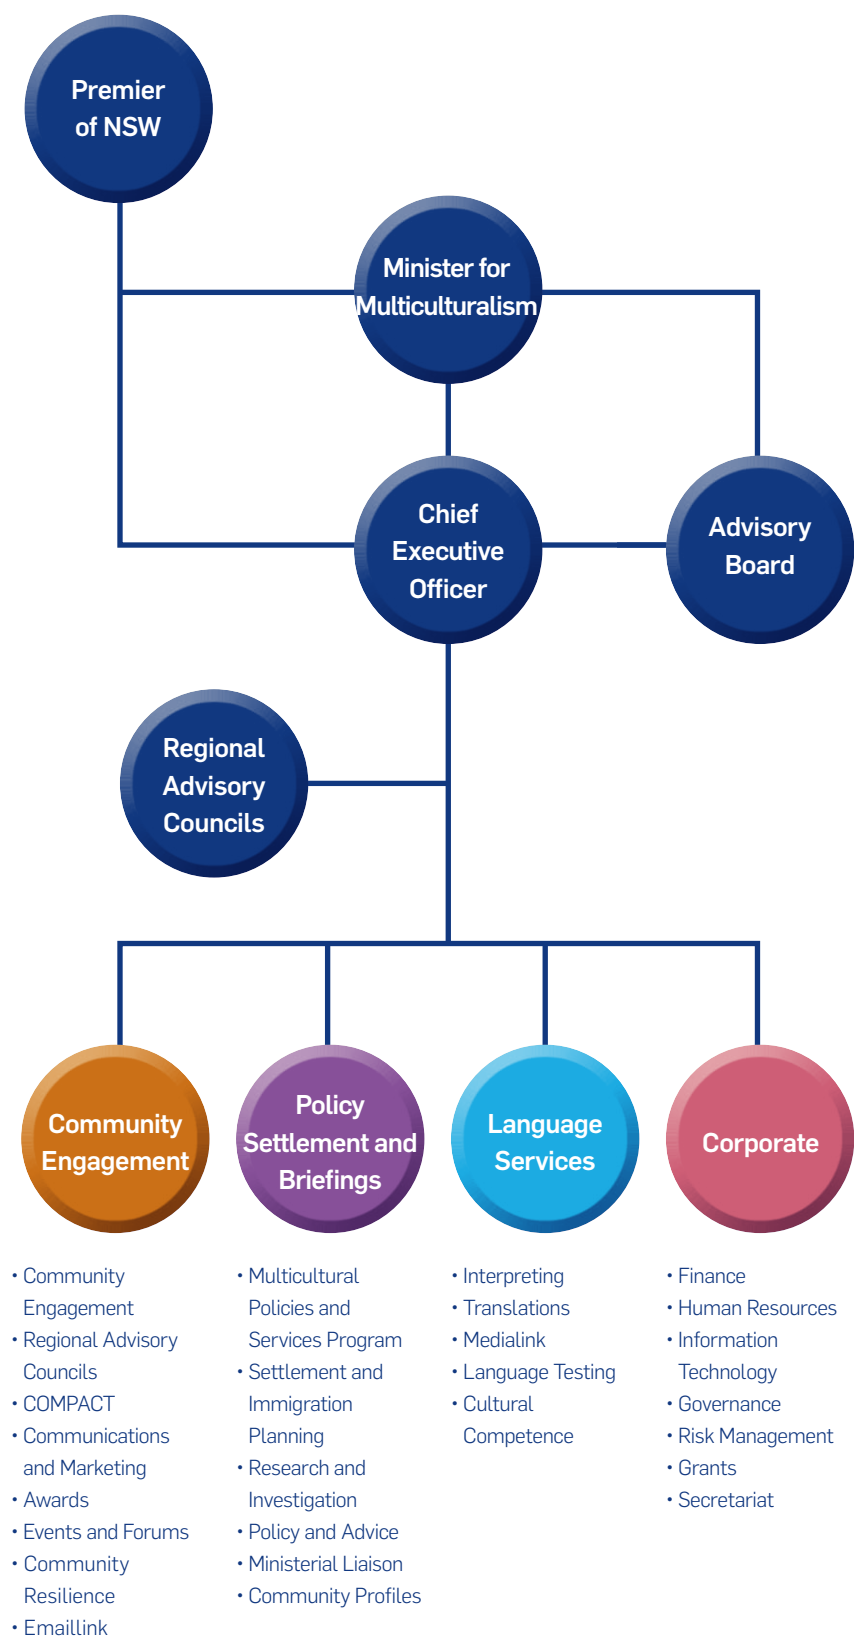 Premier
of NSW
Minister for
Multiculturalism
Chief
Executive
Officer
Advisory
Board
Regional
Advisory
Councils
Community
Engagement
Policy
Settlement and
Briefings
Language
Services
Corporate
• Community
Engagement
• Regional Advisory
Councils
• COMPACT
• Communications
and Marketing
• Awards
• Events and Forums
• Community
Resilience
• Emaillink
• Multicultural
Policies and
Services Program
• Settlement and
Immigration
Planning
• Research and
Investigation
• Policy and Advice
• Ministerial Liaison
• Community Profiles
• Interpreting
• Translations
• Medialink
• Language Testing
• Cultural
Competence
• Finance
• Human Resources
• Information
Technology
• Governance
• Risk Management
• Grants
• Secretariat